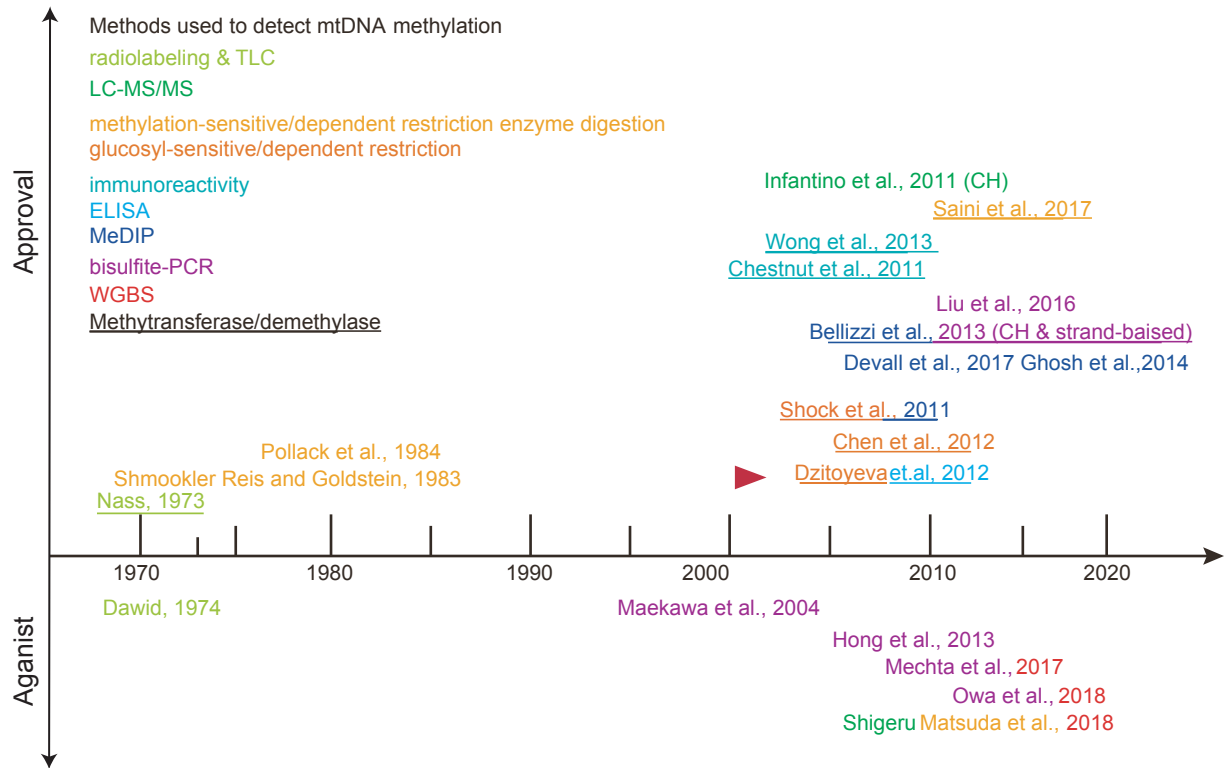 Methods used to detect mtDNA methylation
radiolabeling & TLC
LC-MS/MS
methylation-sensitive/dependent restriction enzyme digestion
glucosyl-sensitive/dependent restriction
immunoreactivity
ELISA
MeDIP
bisulfite-PCR
WGBS
Methytransferase/demethylase
Approval
Infantino et al., 2011 (CH)
Saini et al., 2017
Wong et al., 2013
Chestnut et al., 2011
Liu et al., 2016
Bellizzi et al., 2013 (CH & strand-baised)
Devall et al., 2017 Ghosh et al.,2014
Shock et al., 2011
Pollack et al., 1984
Chen et al., 2012
Shmookler Reis and Goldstein, 1983
Dzitoyeva et.al, 2012
Nass, 1973
1970 1980 1990 2000 2010 2020
Aganist
Dawid, 1974
Maekawa et al., 2004
Hong et al., 2013
Mechta et al., 2017
Owa et al., 2018
Shigeru Matsuda et al., 2018